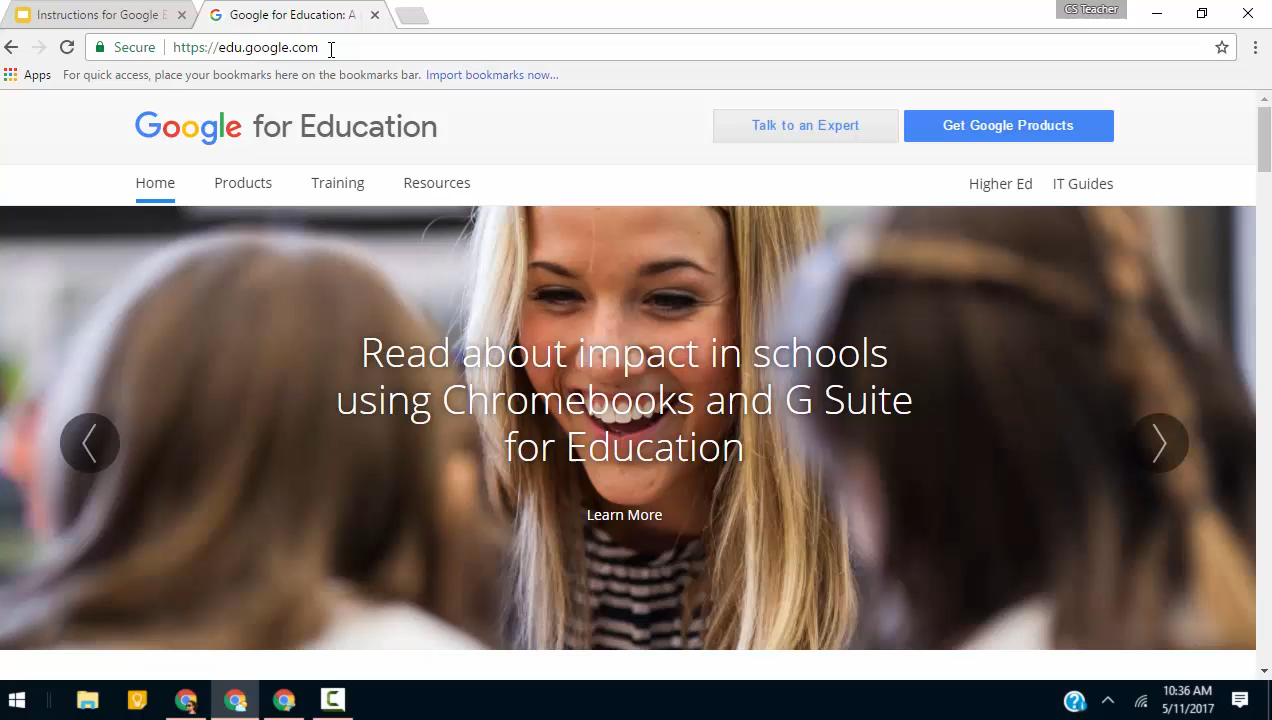 Instructions for Google E
Google for Education: A
CS Teacher
Secure
https://edu.google.com
Apps
For quick access, place your bookmarks here on the bookmarks bar. Import bookmarks now...
Google for Education
Talk to an Expert
Get Google Products
Home
Products
Training
Resources
Higher Ed
IT Guides
Read about impact in schools
using Chromebooks and G Suite
for Education
Learn More
10:36 AM
5/11/2017